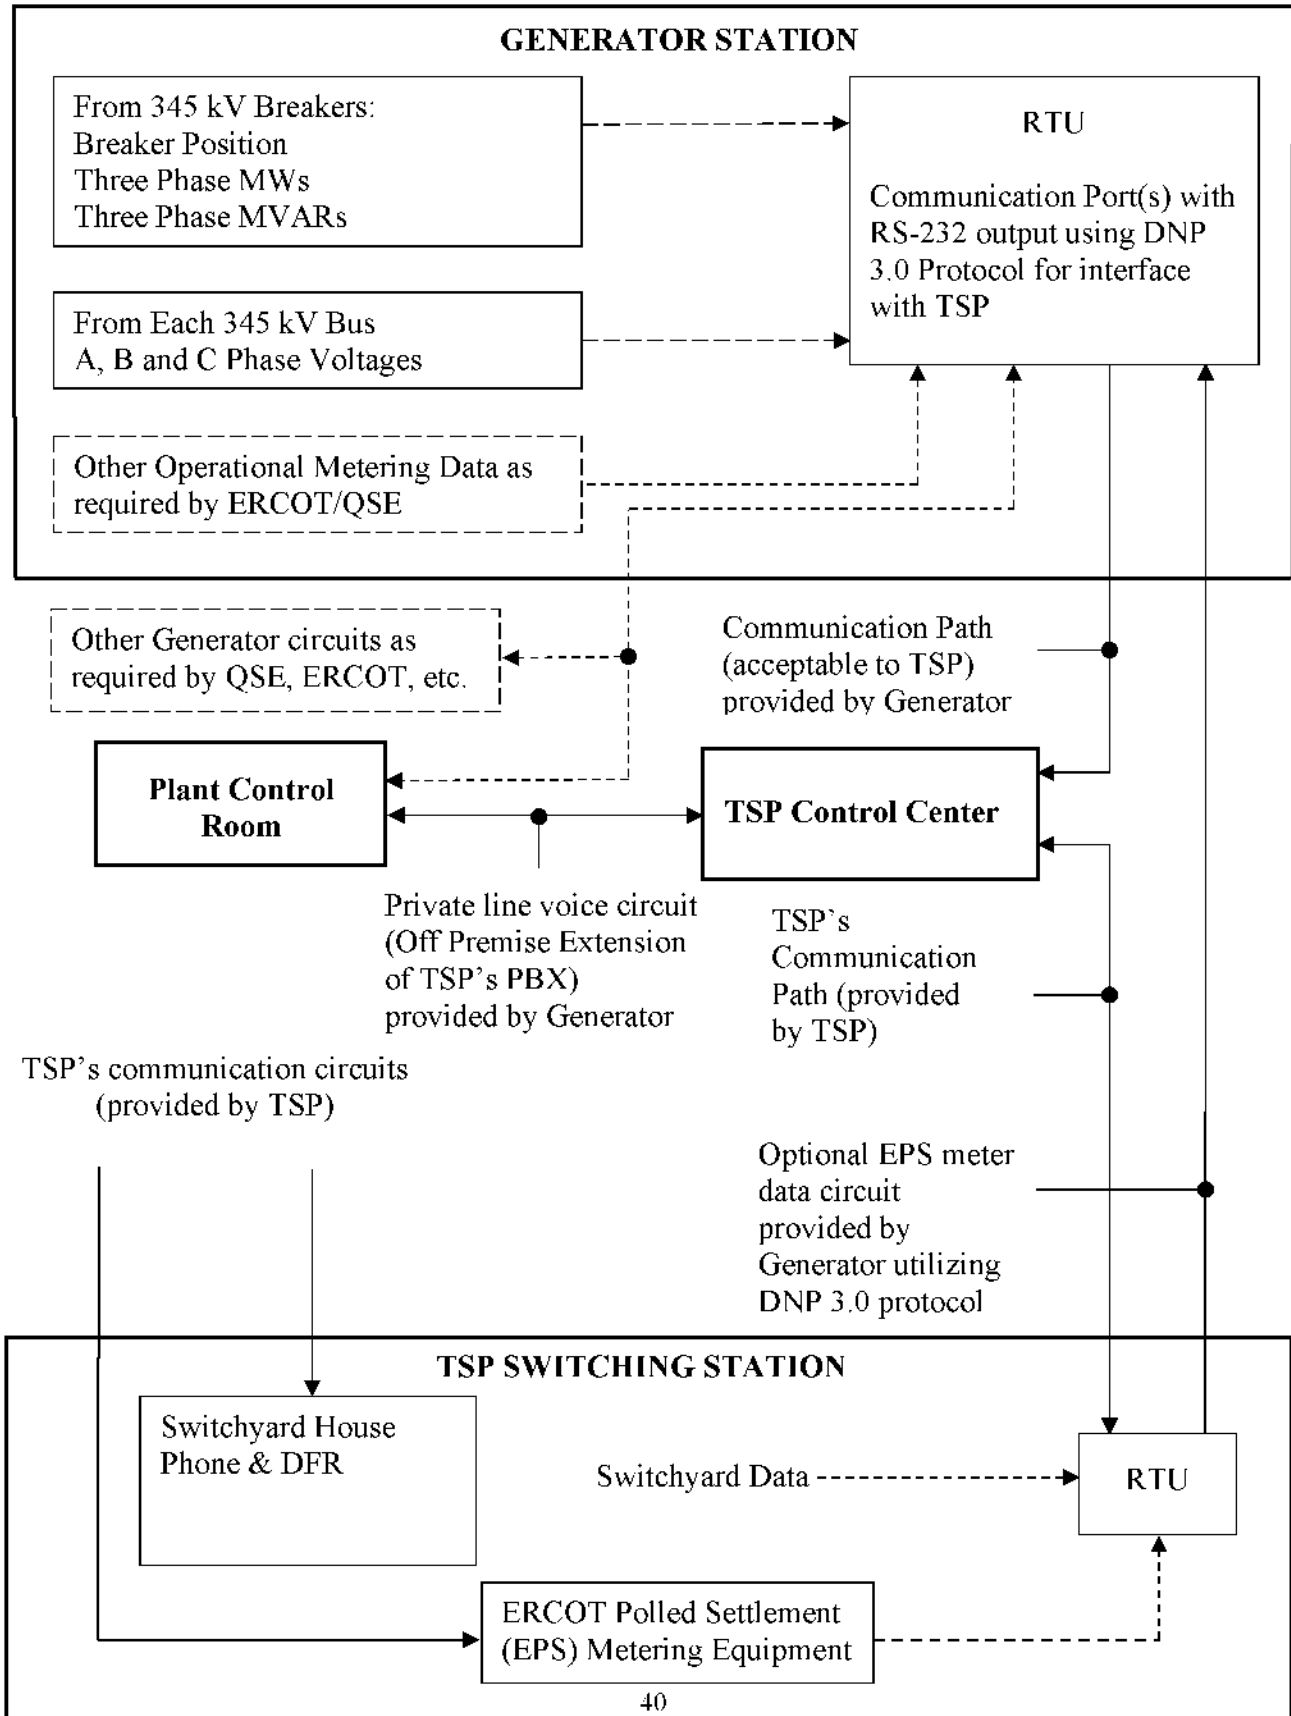 GENERATOR STATION
From 345 kV Breakers:
Breaker Position
Three Phase MWs
Three Phase MVARs
RTU
Communication Port(s) with
RS-232 output using DNP
3.0 Protocol for interface
with TSP
From Each 345 kV Bus
A, B and C Phase Voltages
Other Operational Metering Data as
required by ERCOT/QSE
Other Generator circuits as
required by QSE, ERCOT, etc.
Communication Path
(acceptable to TSP)
provided by Generator
Plant Control
Room
TSP Control Center
Private line voice circuit
(Off Premise Extension
of TSP's PBX)
provided by Generator
TSP's
Communication
Path (provided
by TSP)
TSP's communication circuits
(provided by TSP)
Optional EPS meter
data circuit
provided by
Generator utilizing
DNP 3.0 protocol
TSP SWITCHING STATION
Switchyard House
Phone & DFR
Switchyard Data
RTU
ERCOT Polled Settlement
(EPS) Metering Equipment
40